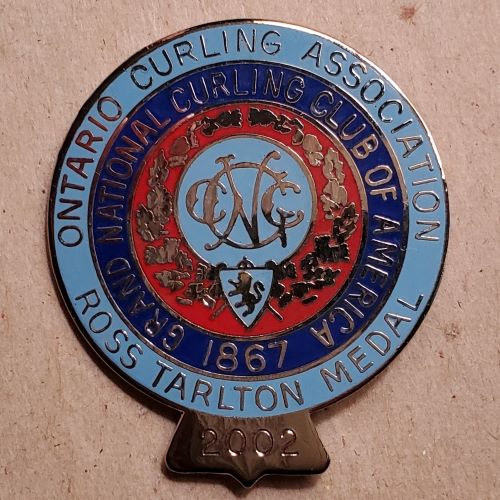 ONTARIO CURLING ASSOCIATION
ROSS TARLTON MEDAL
GRAND NATIONAL CURLING CLUB OF AMERICA
1867
2002